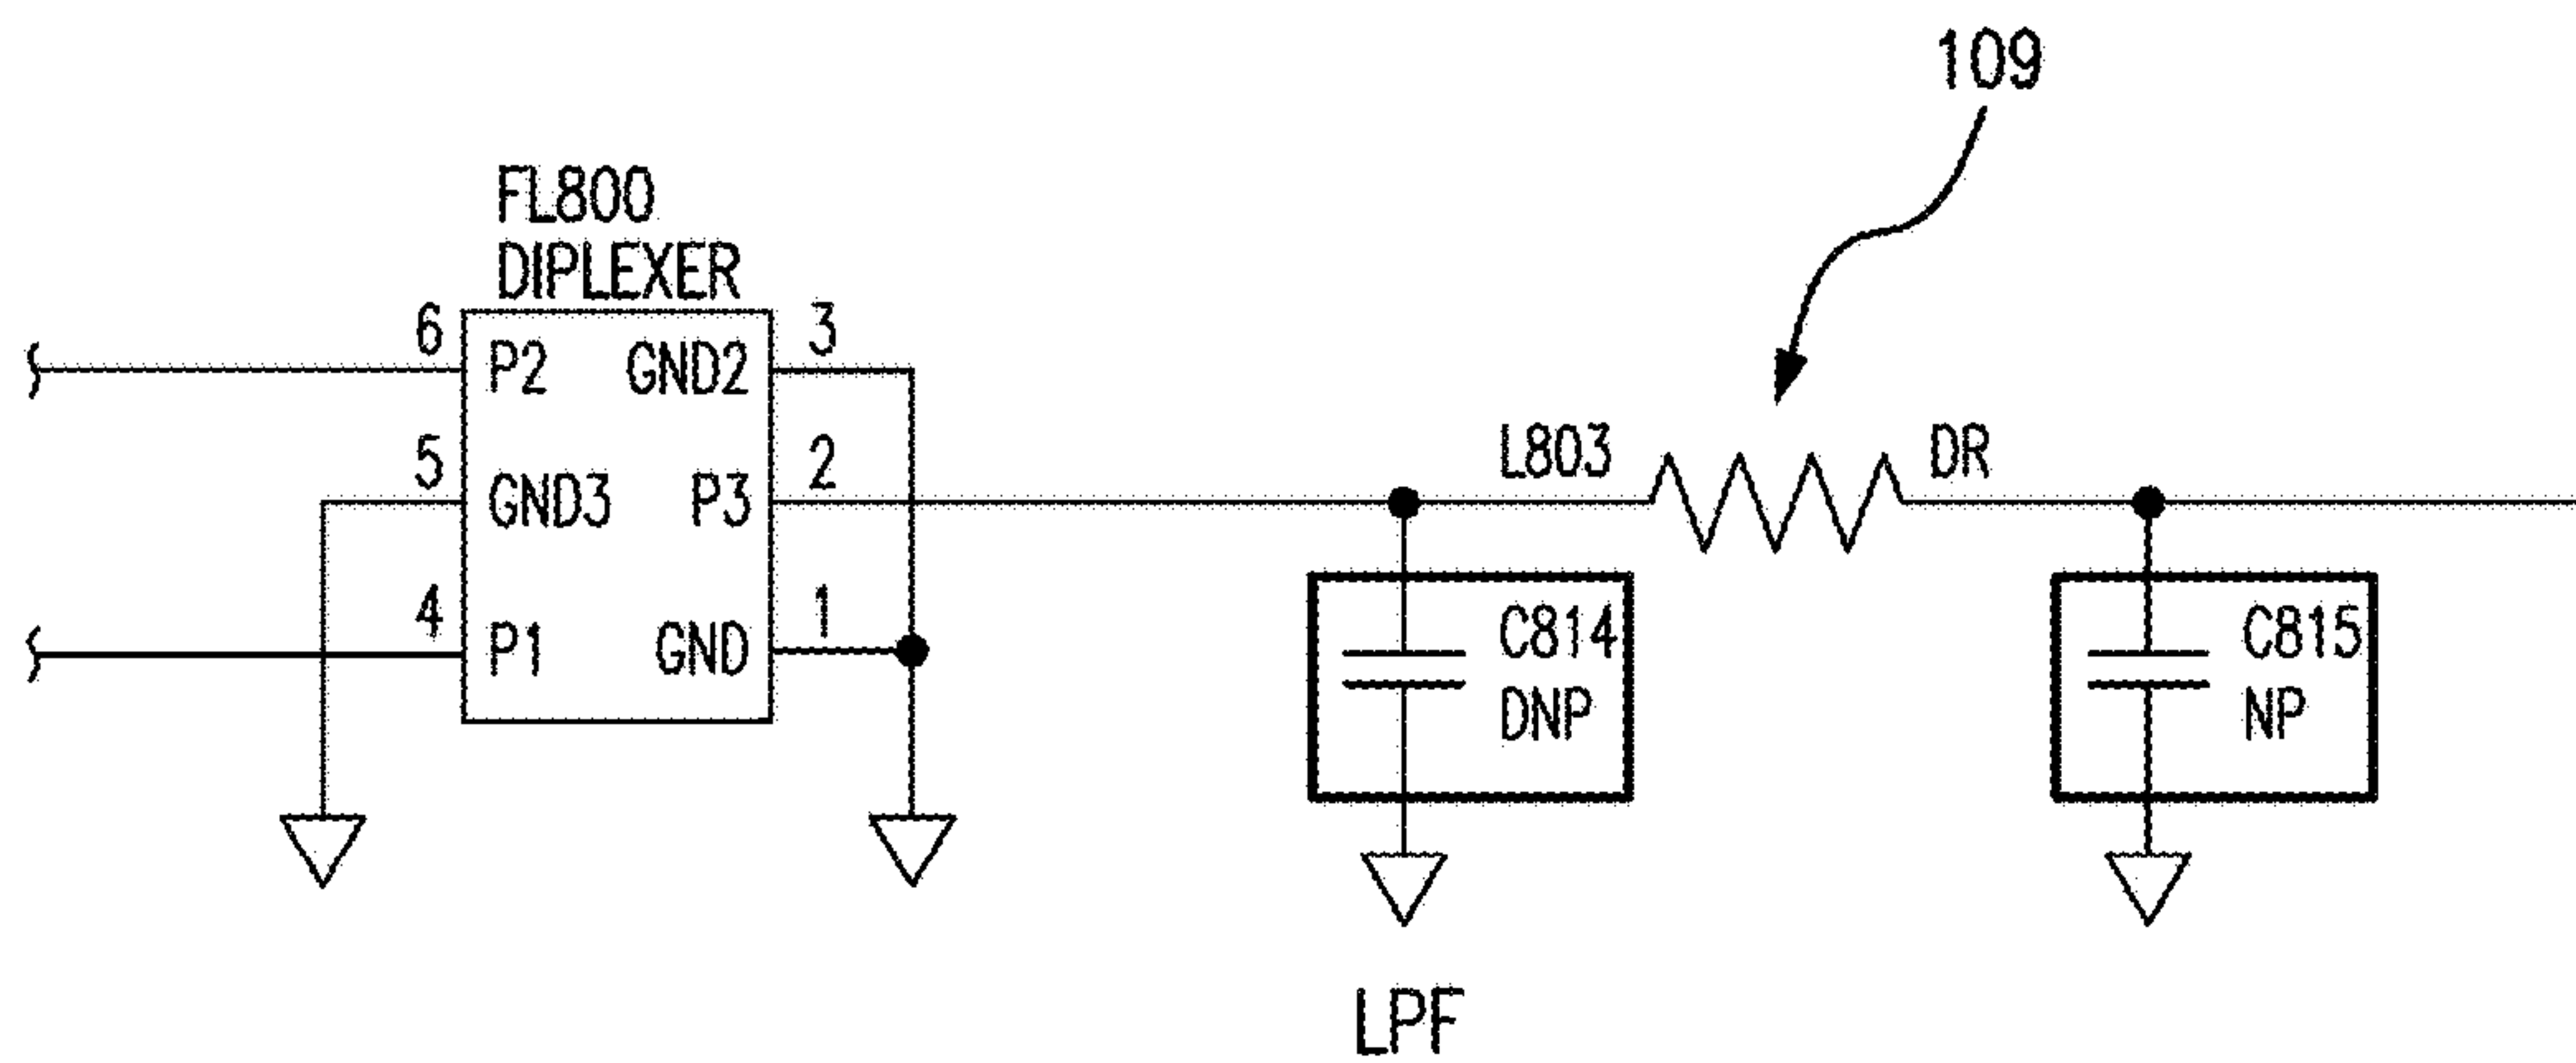 109
FL800
DIPLEXER
6 P2 GND2 3
5 GND3 P3 2
4 P1 GND 1
L803 DR
C814
DNP
C815
NP
LPF